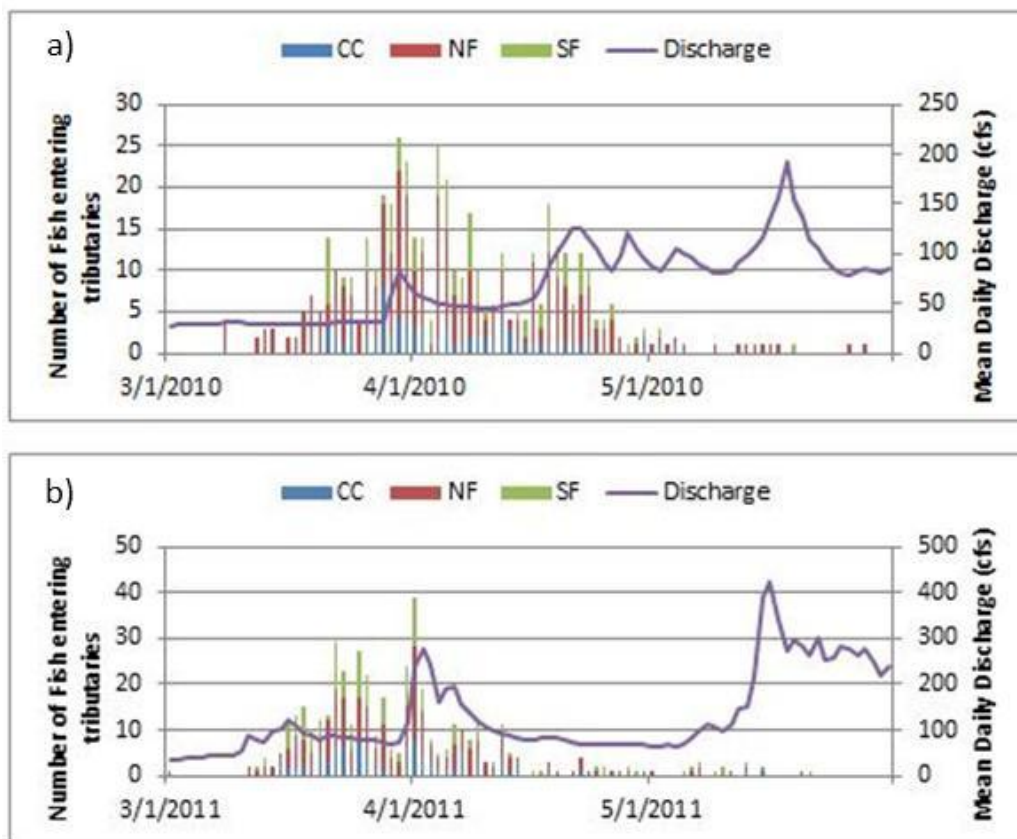 a)
CC NF SF Discharge
Number of Fish entering
tributaries
30
25
20
15
10
5
0
250
200
150
100
50
0
Mean Daily Discharge (cfs)
3/1/2010 4/1/2010 5/1/2010
b)
CC NF SF Discharge
Number of Fish entering
tributaries
50
40
30
20
10
0
500
400
300
200
100
0
Mean Daily Discharge (cfs)
3/1/2011 4/1/2011 5/1/2011